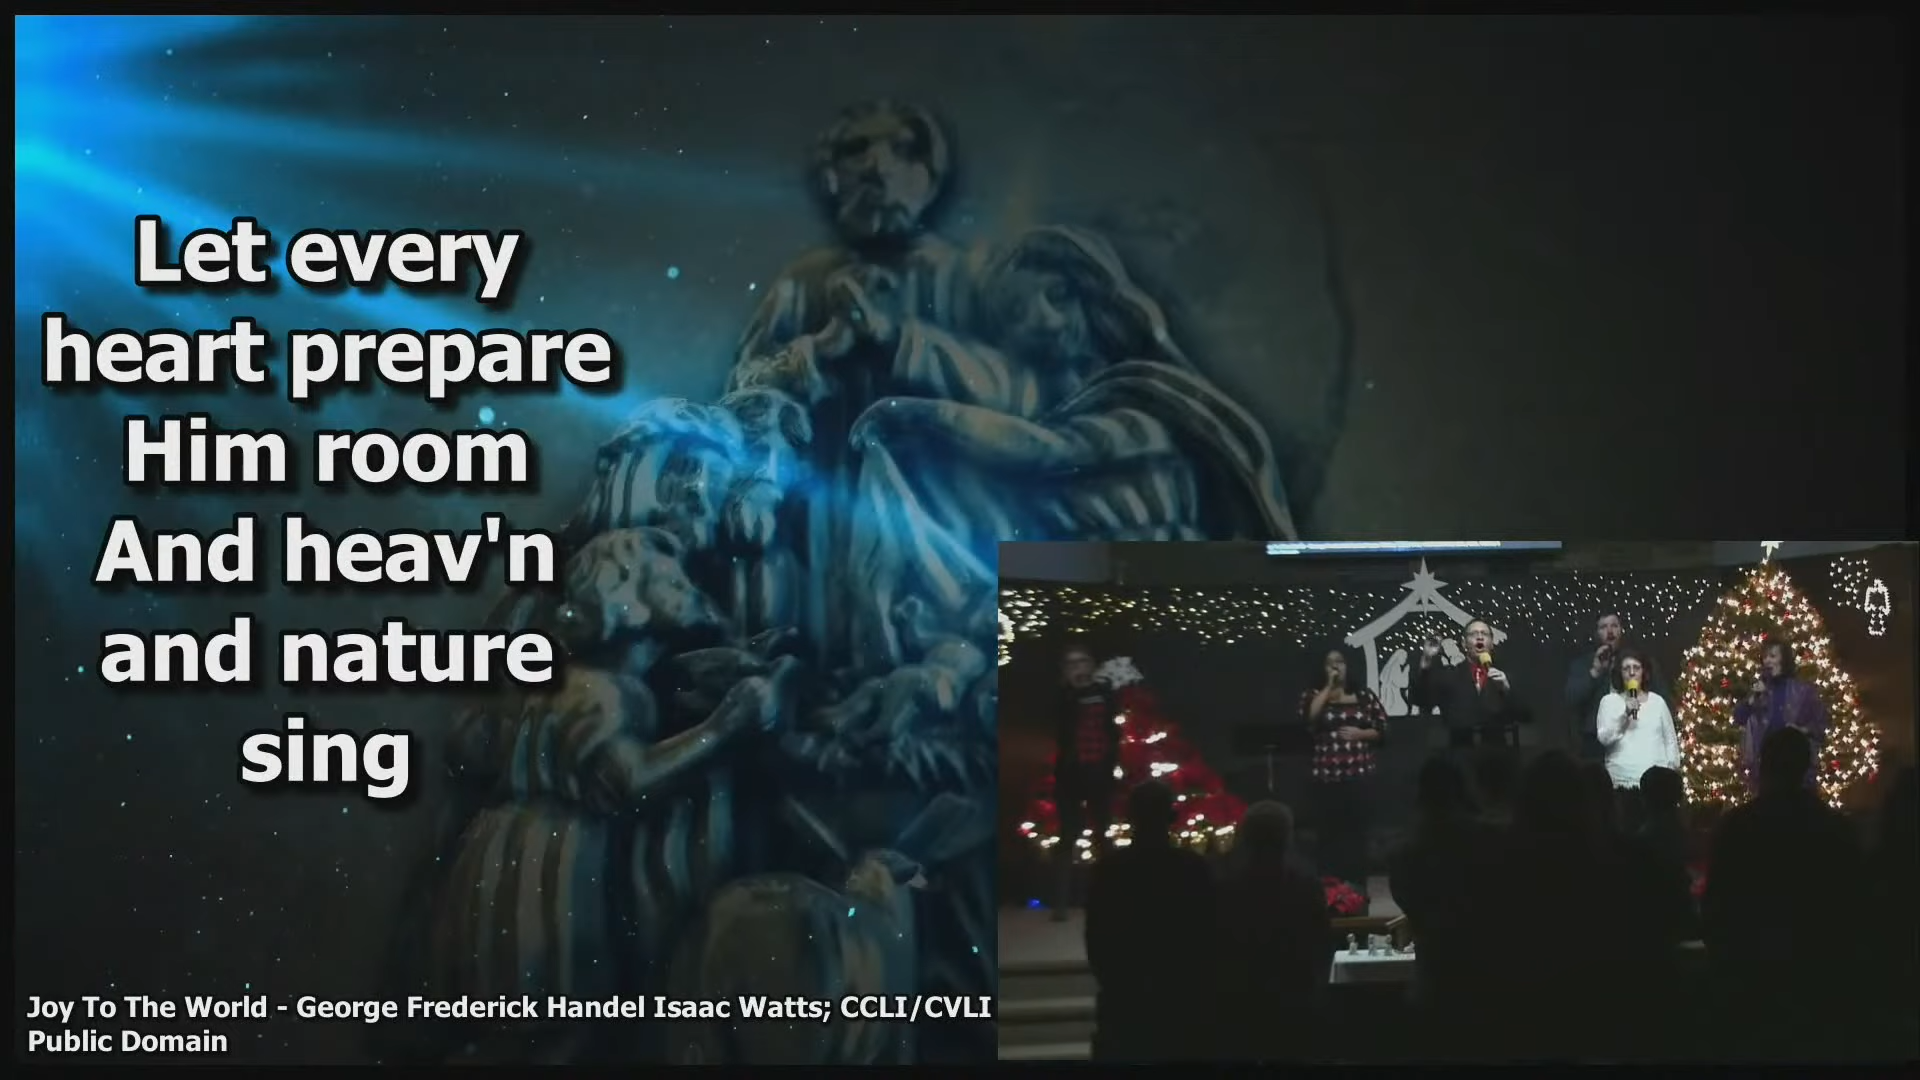 Let every
heart prepare
Him room
And heav'n
and nature
sing
Joy To The World - George Frederick Handel Isaac Watts; CCLI/CVLI
Public Domain